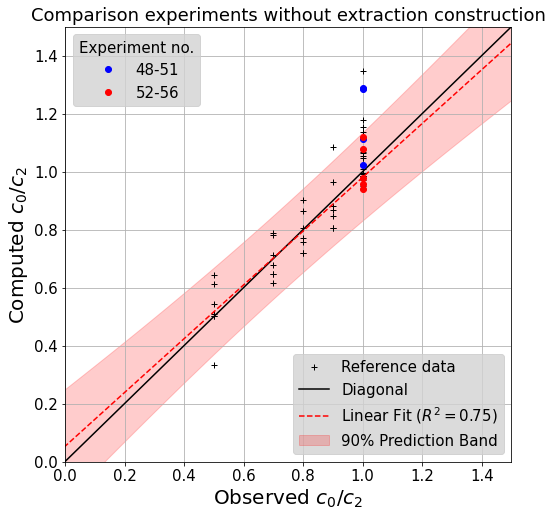 Comparison experiments without extraction construction
Experiment no.
48-51
52-56
Computed c₀/c₂
1.4
1.2
1.0
0.8
0.6
0.4
0.2
0.0
Reference data
Diagonal
Linear Fit (R² = 0.75)
90% Prediction Band
0.0 0.2 0.4 0.6 0.8 1.0 1.2 1.4
Observed c₀/c₂